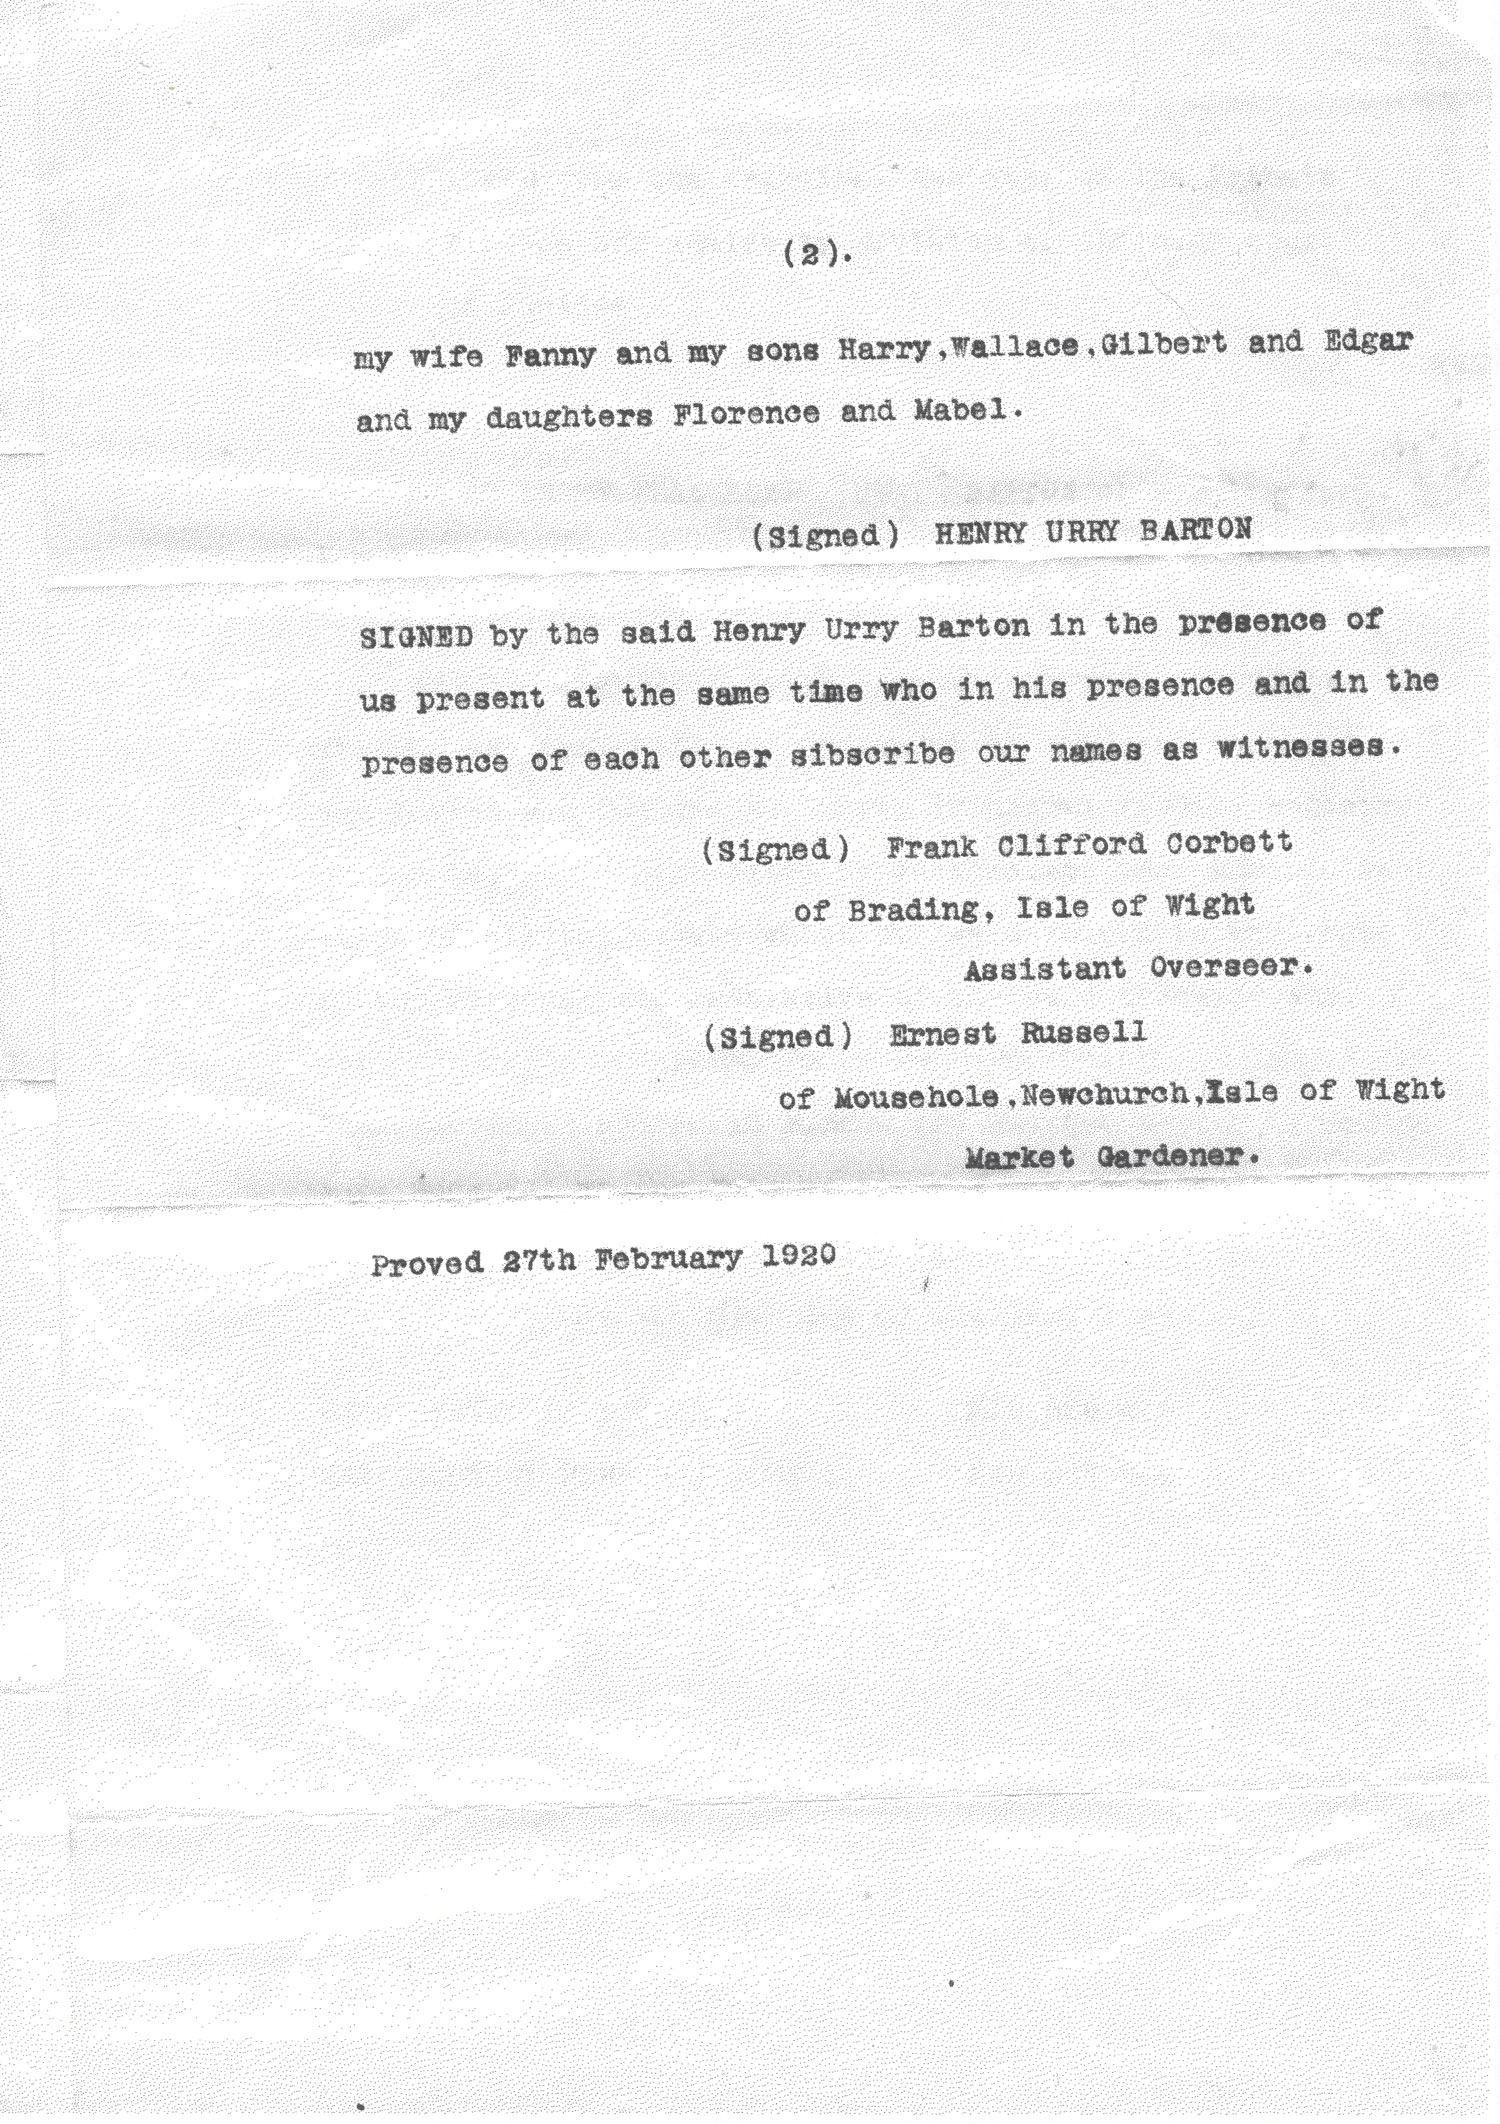 (2).
my wife Fanny and my sons Harry,Wallace,Gilbert and Edgar
and my daughters Florence and Mabel.
(Signed) HENRY URRY BARTON
SIGNED by the said Henry Urry Barton in the presence of
us present at the same time who in his presence and in the
presence of each other sibscribe our names as witnesses.
(Signed) Frank Clifford Corbett
of Brading, Isle of Wight
Assistant Overseer.
(Signed) Ernest Russell
of Mousehole,Newchurch,Isle of Wight
Market Gardener.
Proved 27th February 1920